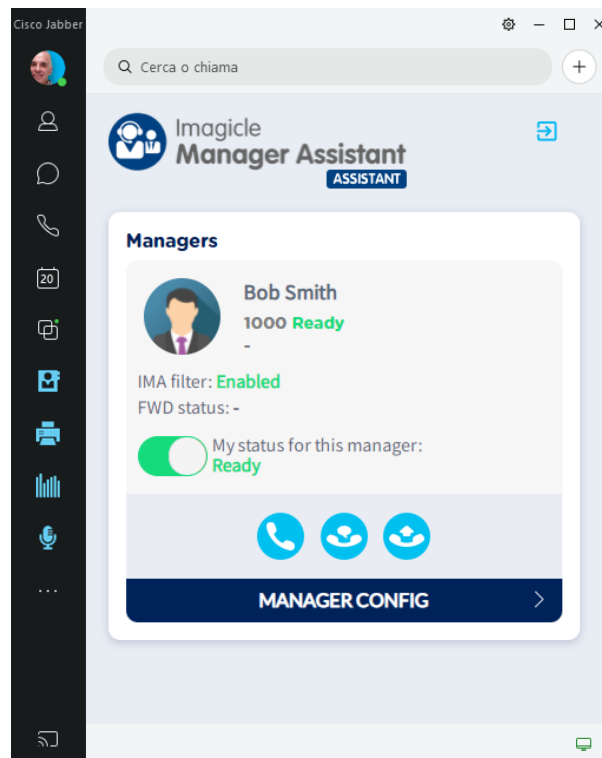 Cisco Jabber
Cerca o chiama
Imagicle
Manager Assistant
ASSISTANT
Managers
Bob Smith
1000 Ready
-
IMA filter: Enabled
FWD status: -
My status for this manager:
Ready
20
MANAGER CONFIG